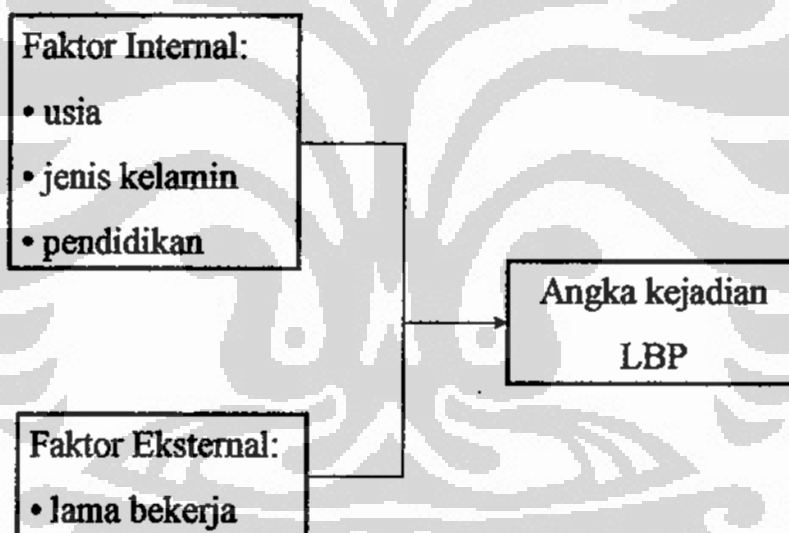 Faktor Internal:
• usia
• jenis kelamin
• pendidikan
Angka kejadian
LBP
Faktor Eksternal:
• lama bekerja